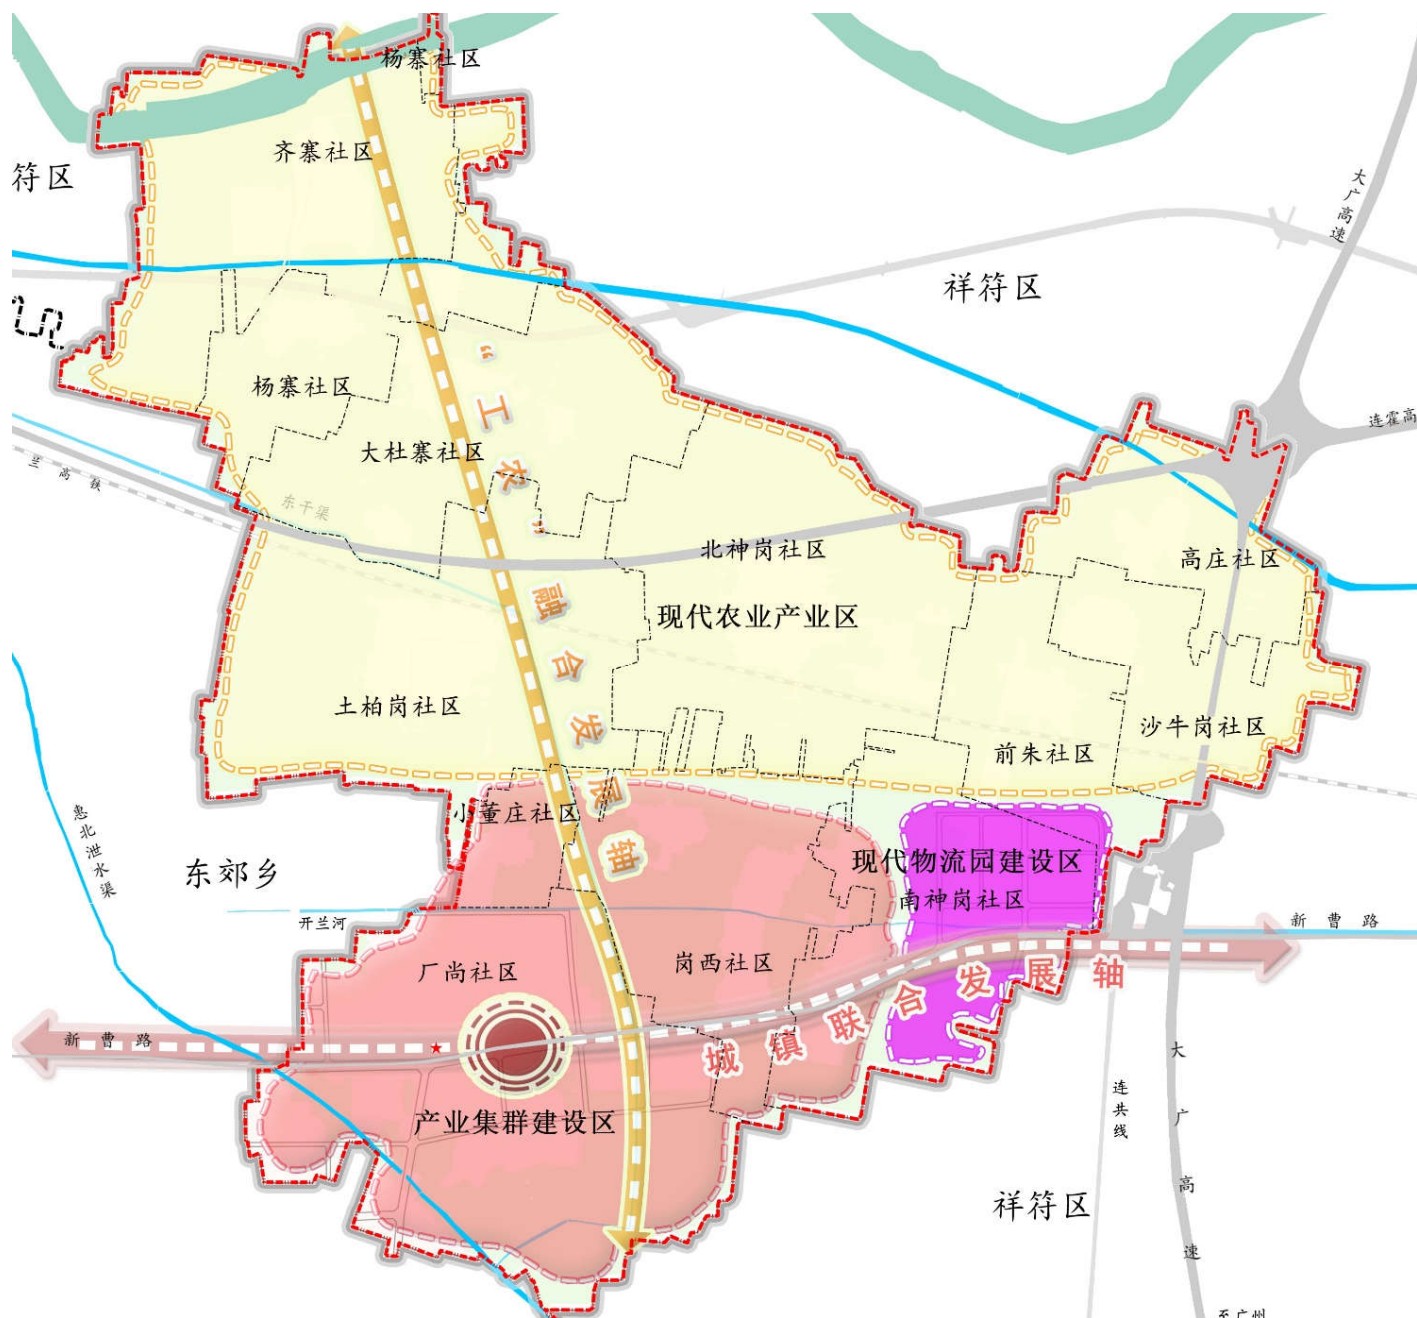 杨寨社区
齐寨社区
符区
大广高速
祥符区
杨寨社区
“工农”融合发展轴
大杜寨社区
连霍高
兰高铁
东干渠
北神岗社区
高庄社区
现代农业产业区
土柏岗社区
沙牛岗社区
前朱社区
小董庄社区
惠北泄水渠
东郊乡
现代物流园建设区
南神岗社区
开兰河
新曹路
厂尚社区
岗西社区
城镇联合发展轴
新曹路
产业集群建设区
连共线
大广高速
祥符区
至广州